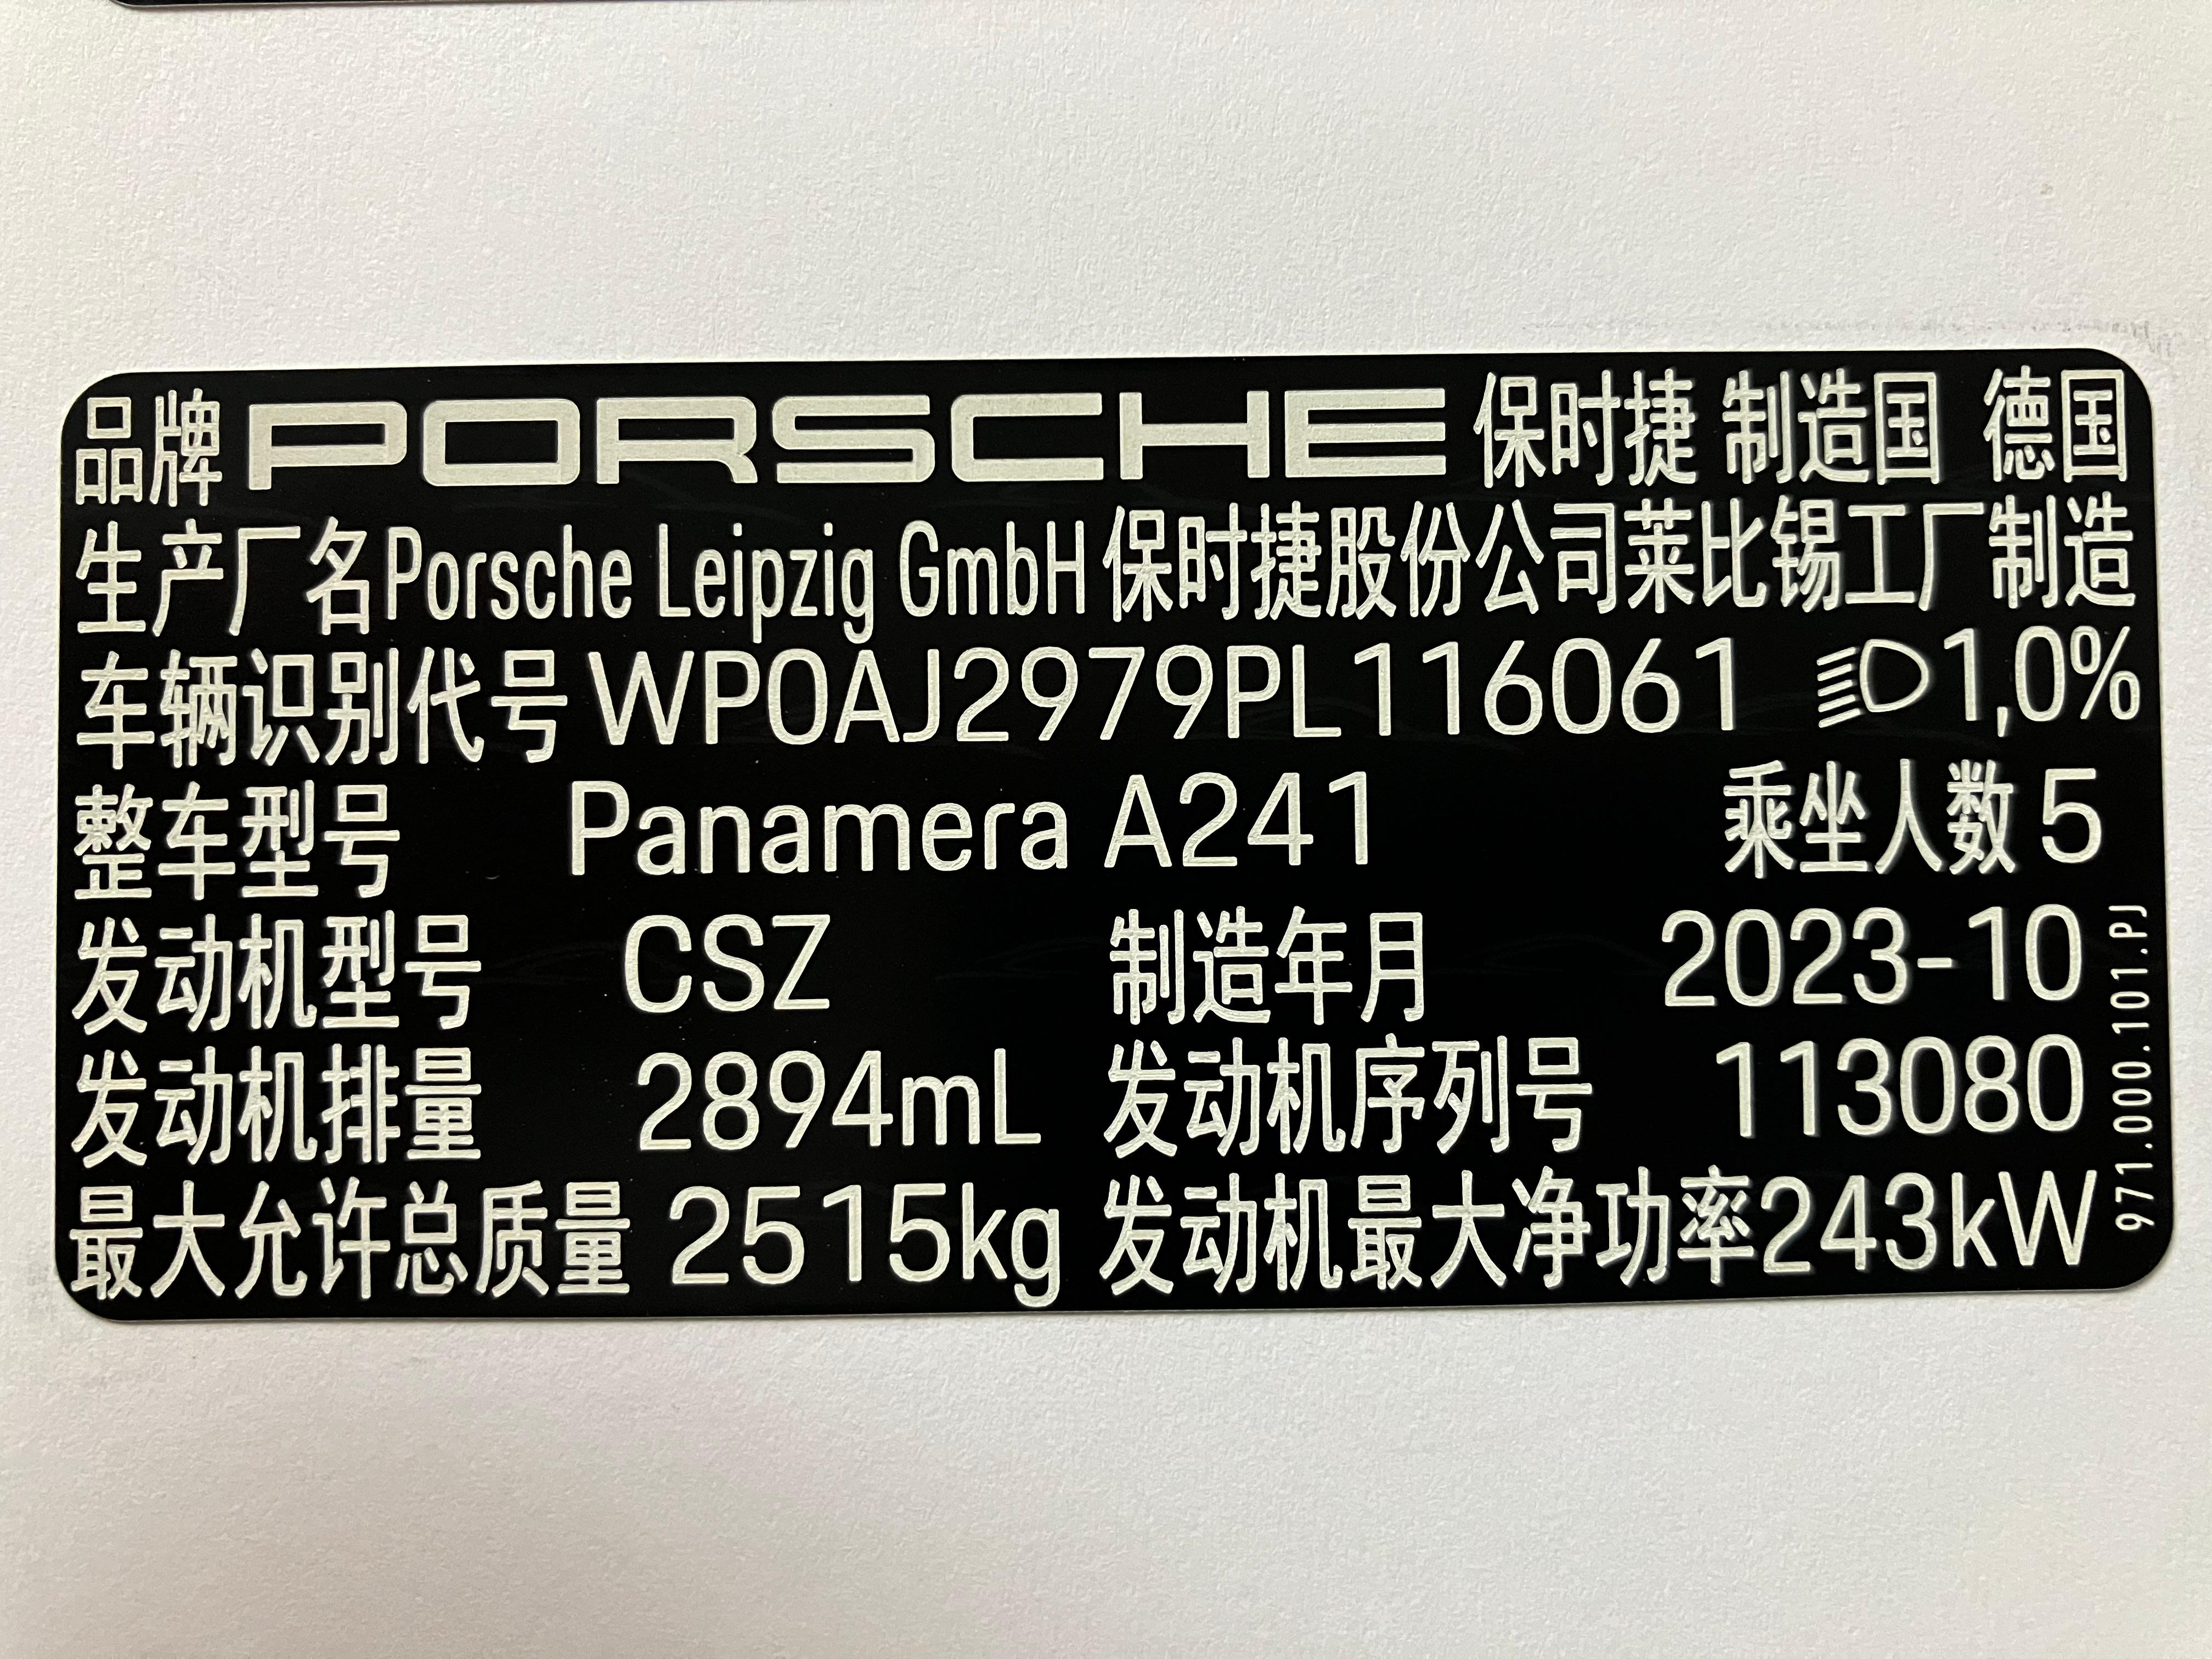 品牌 PORSCHE 保时捷 制造国 德国
生产厂名Porsche Leipzig GmbH 保时捷股份公司莱比锡工厂制造
车辆识别代号 WP0AJ2979PL116061 1,0%
整车型号 Panamera A241 乘坐人数 5
发动机型号 CSZ 制造年月 2023-10
发动机排量 2894mL 发动机序列号 113080
最大允许总质量 2515kg 发动机最大净功率243kW
971.000.101.PJ